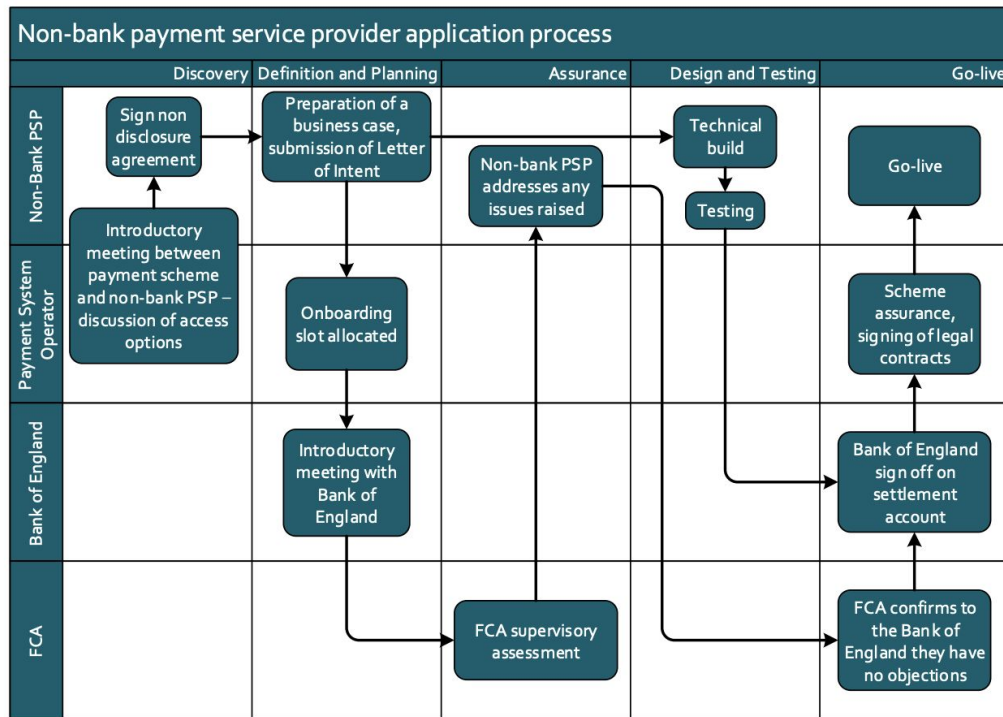 Non-bank payment service provider application process
Discovery
Definition and Planning
Assurance
Design and Testing
Go-live
Non-Bank PSP
Sign non
disclosure
agreement
Preparation of a
business case,
submission of Letter
of Intent
Non-bank PSP
addresses any
issues raised
Technical
build
Testing
Go-live
Introductory
meeting between
payment scheme
and non-bank PSP –
discussion of access
options
Payment System
Operator
Onboarding
slot allocated
Scheme
assurance,
signing of legal
contracts
Bank of England
Introductory
meeting with
Bank of
England
Bank of England
sign off on
settlement
account
FCA
FCA supervisory
assessment
FCA confirms to
the Bank of
England they have
no objections